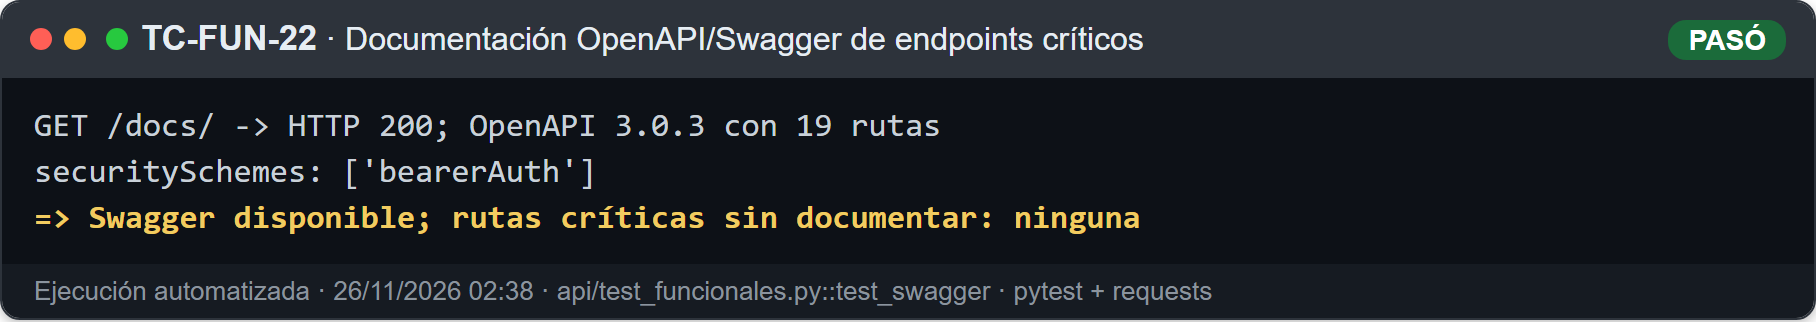 TC-FUN-22 · Documentación OpenAPI/Swagger de endpoints críticos PASÓ
GET /docs/ -> HTTP 200; OpenAPI 3.0.3 con 19 rutas
securitySchemes: ['bearerAuth']
=> Swagger disponible; rutas críticas sin documentar: ninguna
Ejecución automatizada · 26/11/2026 02:38 · api/test_funcionales.py::test_swagger · pytest + requests